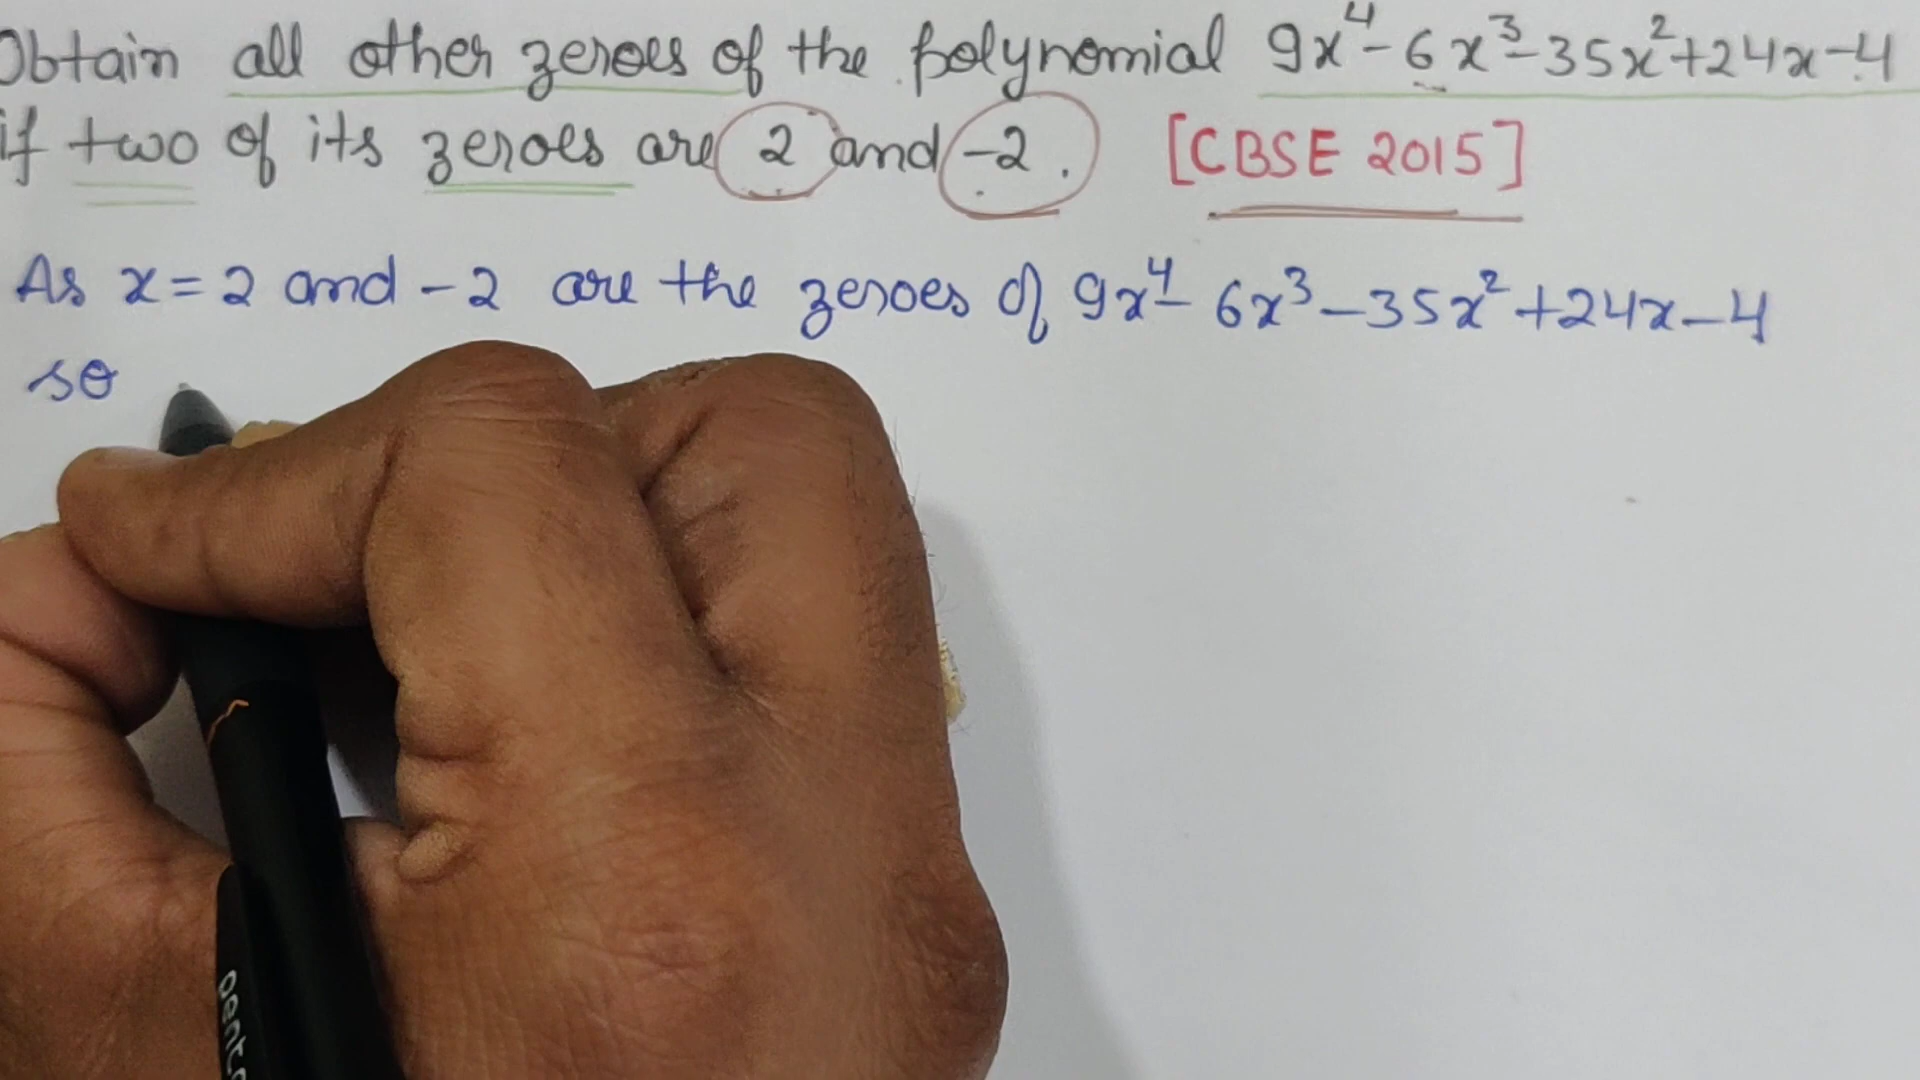 Obtain all other zeroes of the polynomial 9x⁴-6x³-35x²+24x-4
if two of its zeroes are 2 and -2. [CBSE 2015]
As x=2 and -2 are the zeroes of 9x⁴-6x³-35x²+24x-4
so